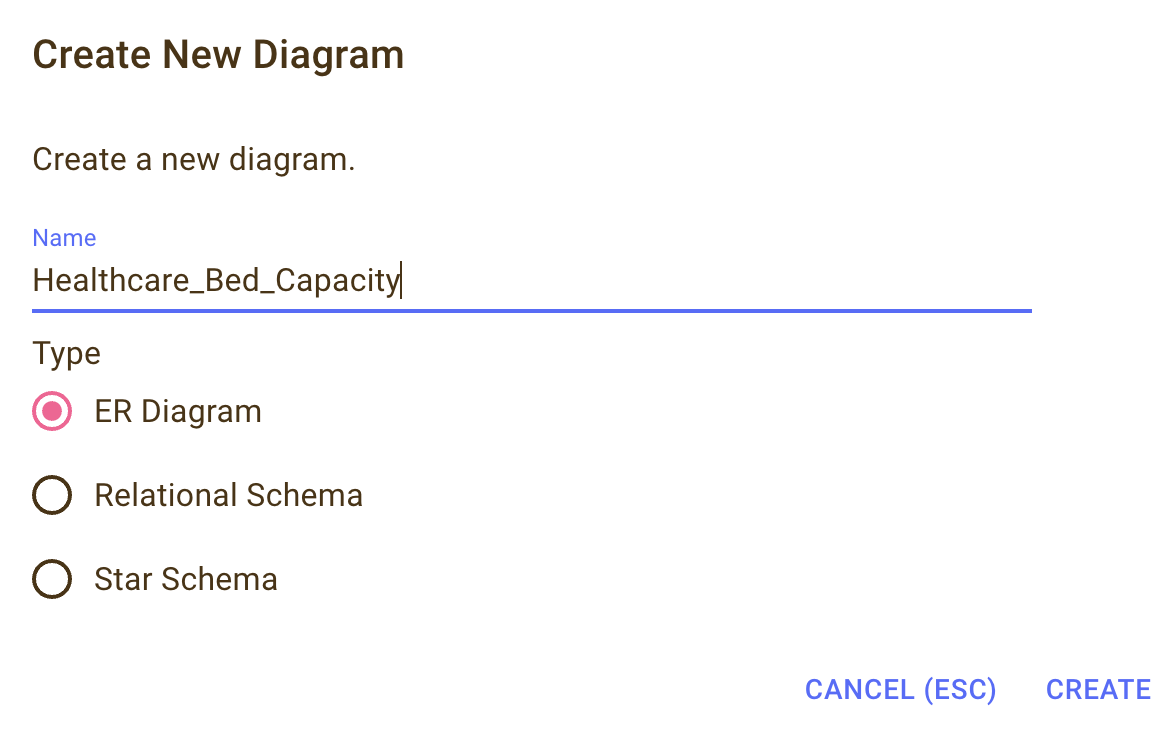 Create New Diagram
Create a new diagram.
Name
Healthcare_Bed_Capacity
Type
ER Diagram
Relational Schema
Star Schema
CANCEL (ESC) CREATE